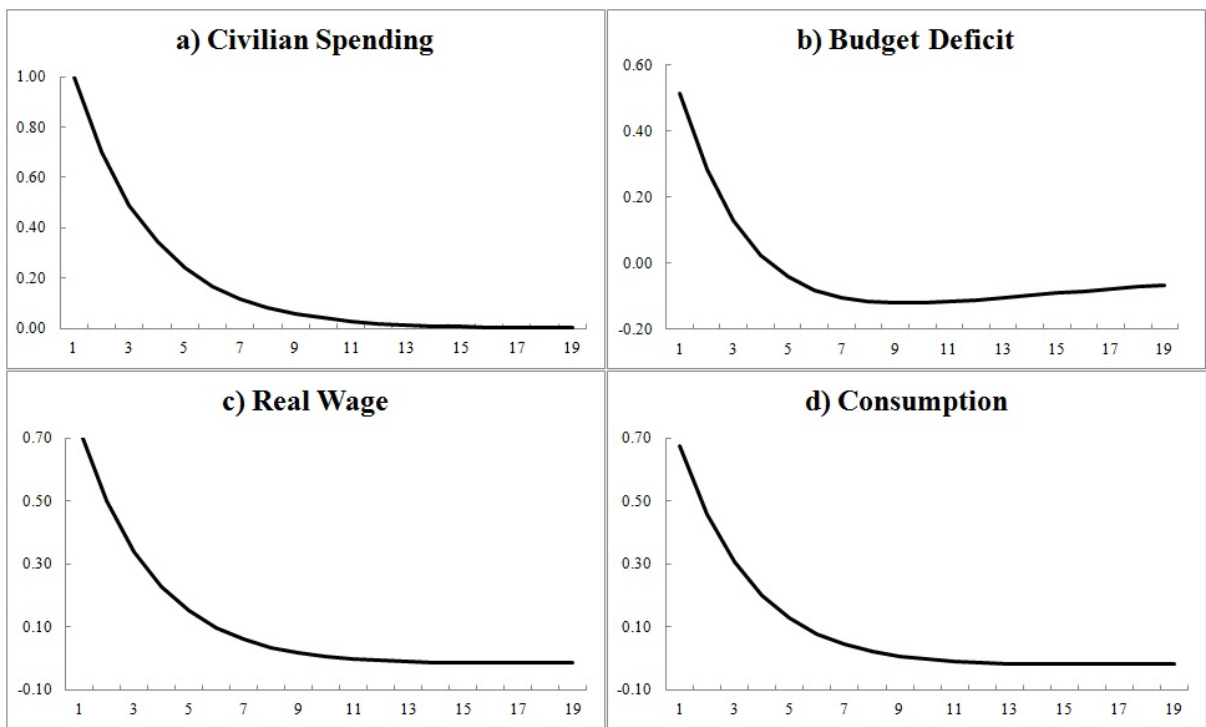 a) Civilian Spending
1.00
0.80
0.60
0.40
0.20
0.00
1 3 5 7 9 11 13 15 17 19
b) Budget Deficit
0.60
0.40
0.20
0.00
-0.20
1 3 5 7 9 11 13 15 17 19
c) Real Wage
0.70
0.50
0.30
0.10
-0.10
1 3 5 7 9 11 13 15 17 19
d) Consumption
0.70
0.50
0.30
0.10
-0.10
1 3 5 7 9 11 13 15 17 19